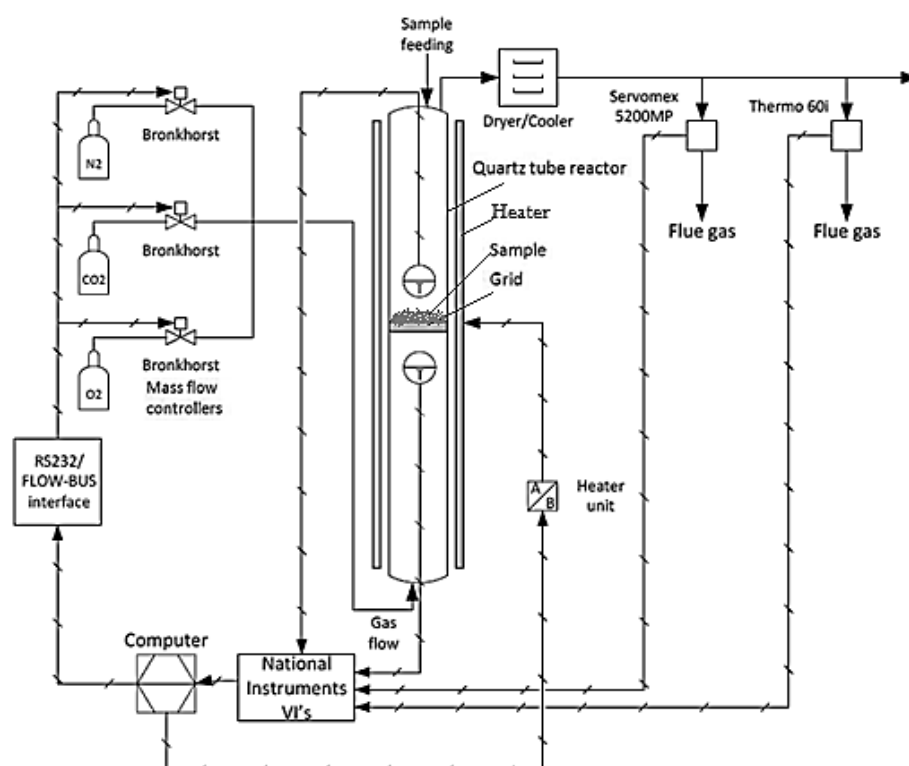 Sample
feeding
Bronkhorst
N2
Dryer/Cooler
Servomex
5200MP
Thermo 60i
Quartz tube reactor
Heater
Flue gas
Flue gas
Bronkhorst
CO2
Sample
Grid
T
Bronkhorst
Mass flow
controllers
O2
T
RS232/
FLOW-BUS
interface
A
B
Heater
unit
Gas
flow
Computer
National
Instruments
VI's